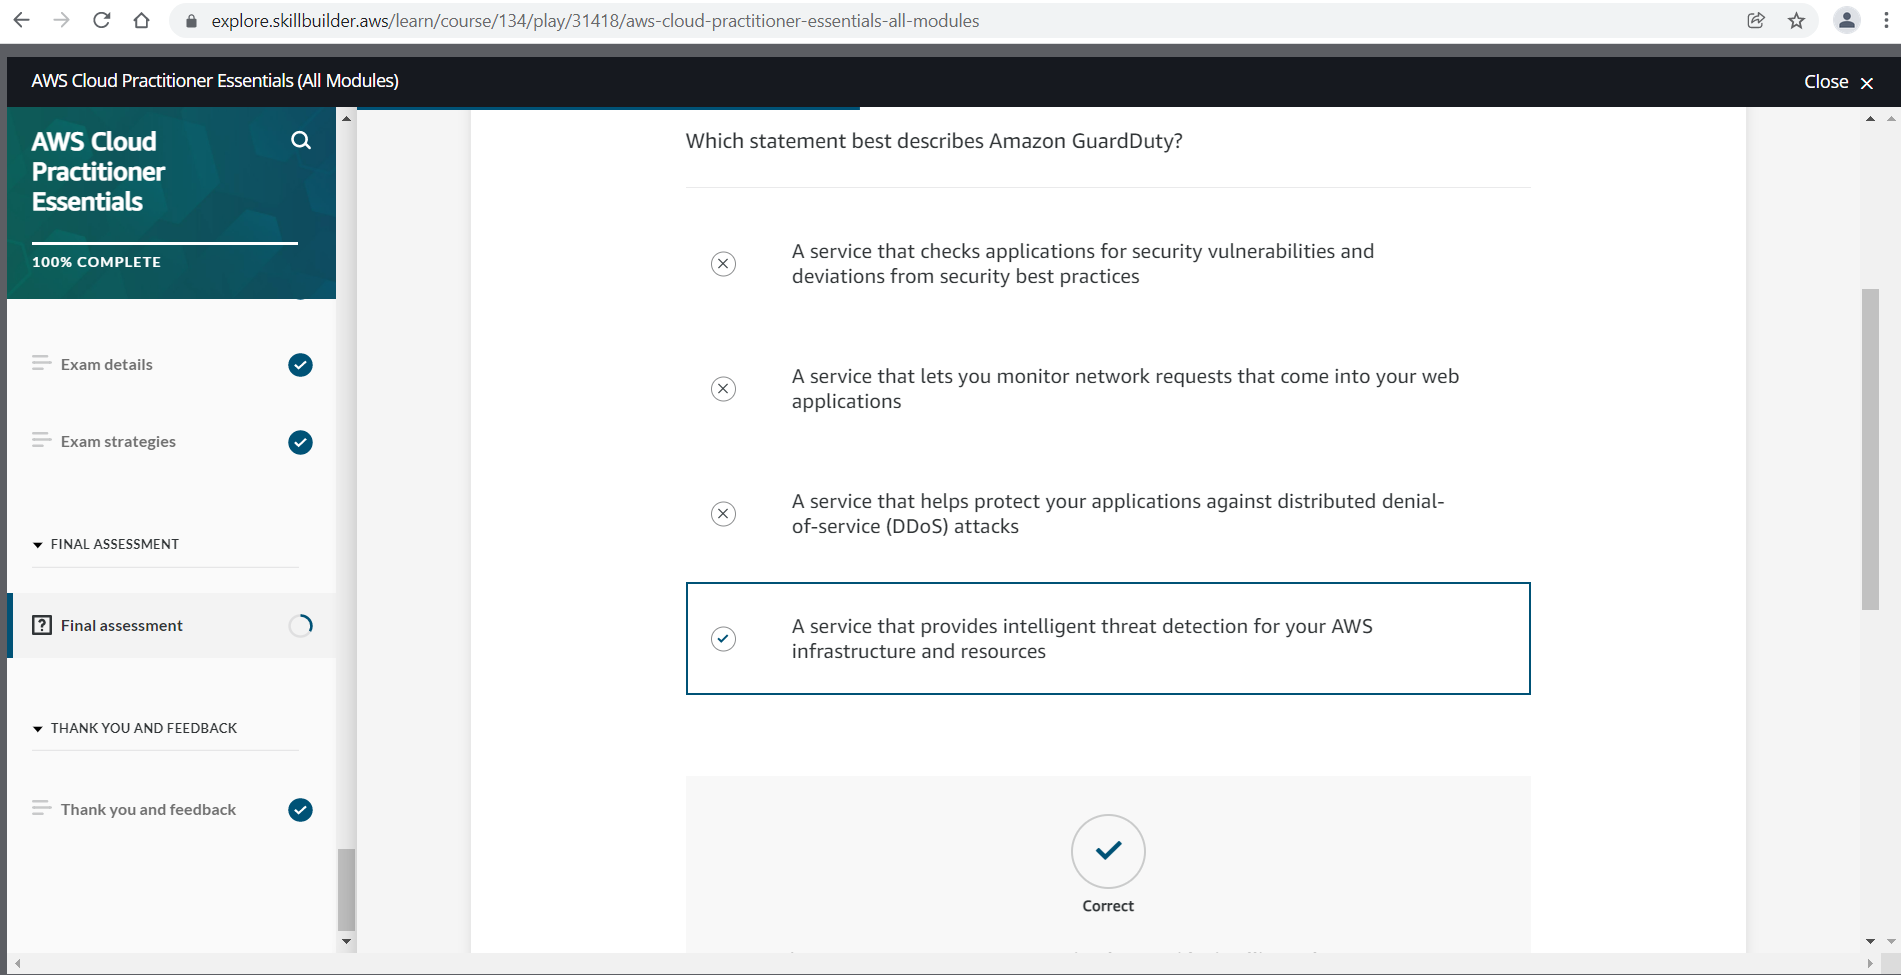 explore.skillbuilder.aws/learn/course/134/play/31418/aws-cloud-practitioner-essentials-all-modules
AWS Cloud Practitioner Essentials (All Modules)
Close
AWS Cloud
Practitioner
Essentials
100% COMPLETE
Exam details
Exam strategies
FINAL ASSESSMENT
Final assessment
THANK YOU AND FEEDBACK
Thank you and feedback
Which statement best describes Amazon GuardDuty?
A service that checks applications for security vulnerabilities and
deviations from security best practices
A service that lets you monitor network requests that come into your web
applications
A service that helps protect your applications against distributed denial-
of-service (DDoS) attacks
A service that provides intelligent threat detection for your AWS
infrastructure and resources
Correct